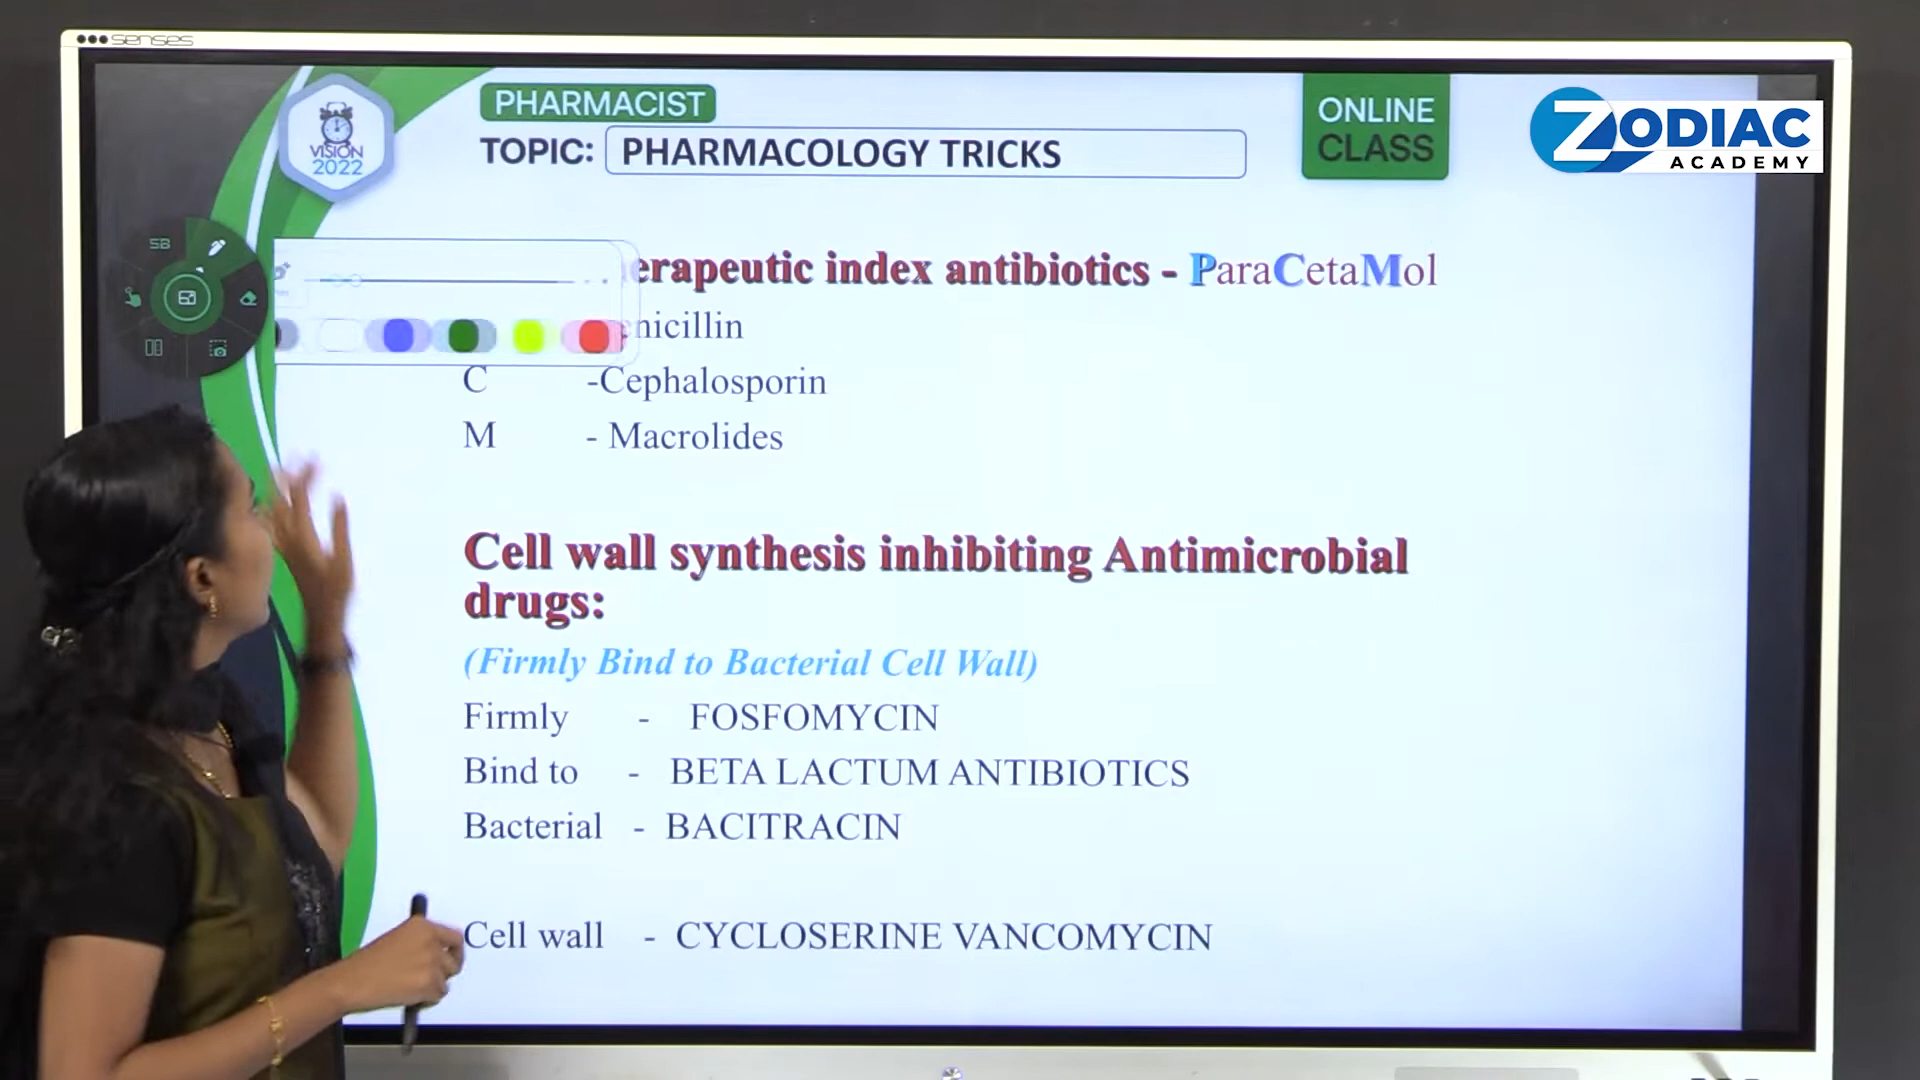 senses
PHARMACIST
TOPIC: PHARMACOLOGY TRICKS
VISION
2022
ONLINE
CLASS
ZODIAC
ACADEMY
SB
erapeutic index antibiotics - ParaCetaMol
enicillin
C -Cephalosporin
M - Macrolides
Cell wall synthesis inhibiting Antimicrobial
drugs:
(Firmly Bind to Bacterial Cell Wall)
Firmly - FOSFOMYCIN
Bind to - BETA LACTUM ANTIBIOTICS
Bacterial - BACITRACIN
Cell wall - CYCLOSERINE VANCOMYCIN